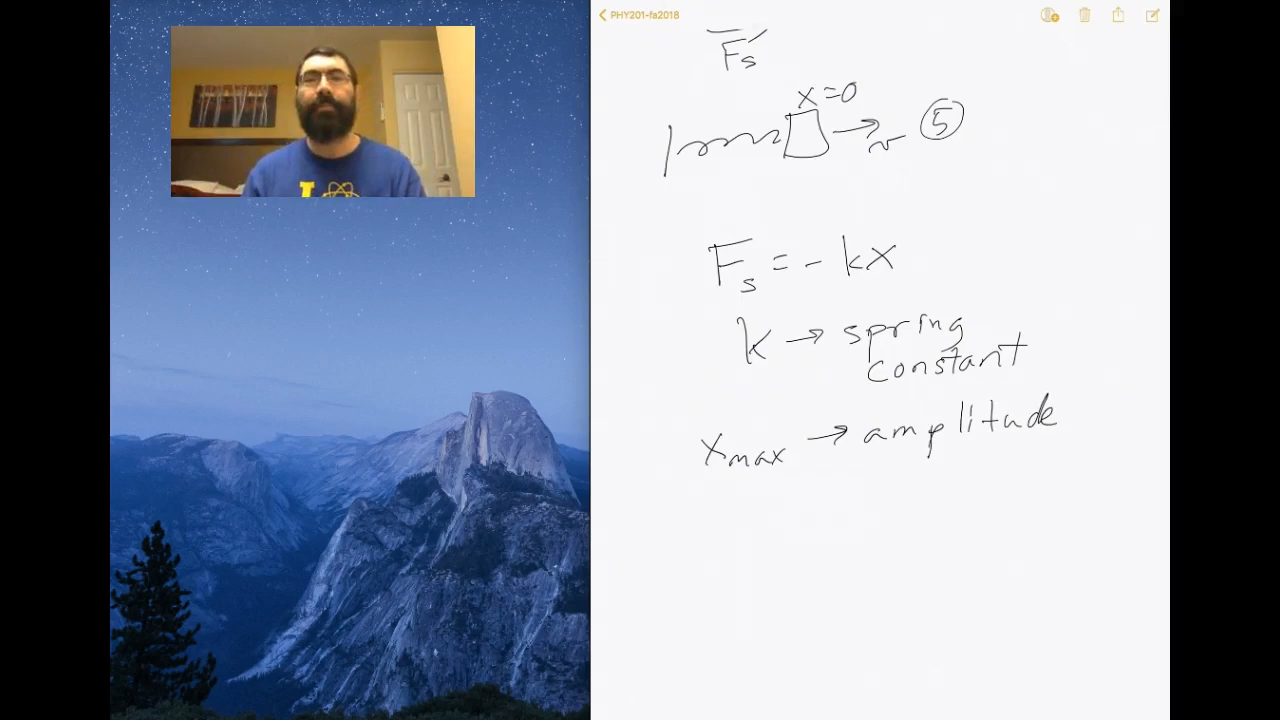 PHY201-fa2018
Fs
x=0
v 5
Fs = - kx
k → spring
constant
xmax → amplitude